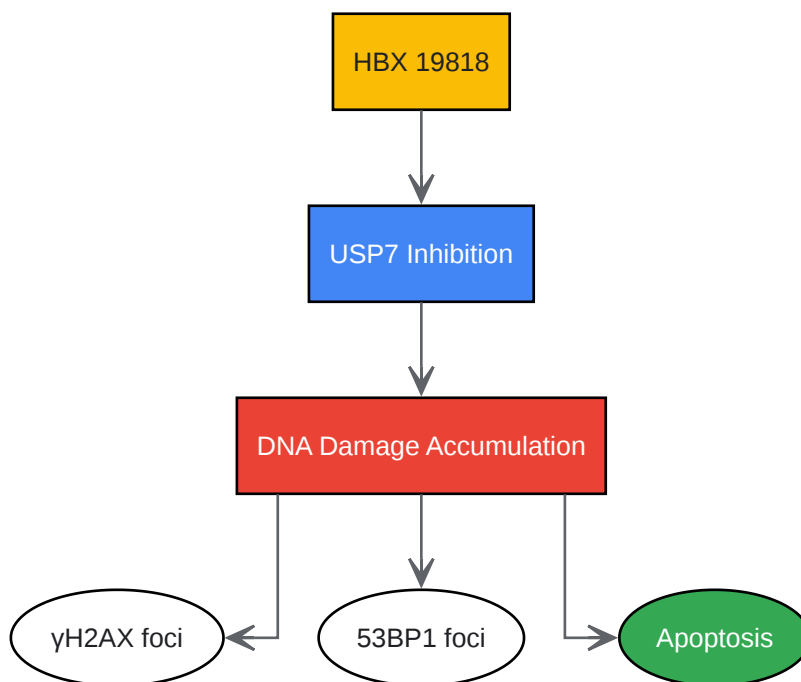 HBX 19818
USP7 Inhibition
DNA Damage Accumulation
γH2AX foci
53BP1 foci
Apoptosis